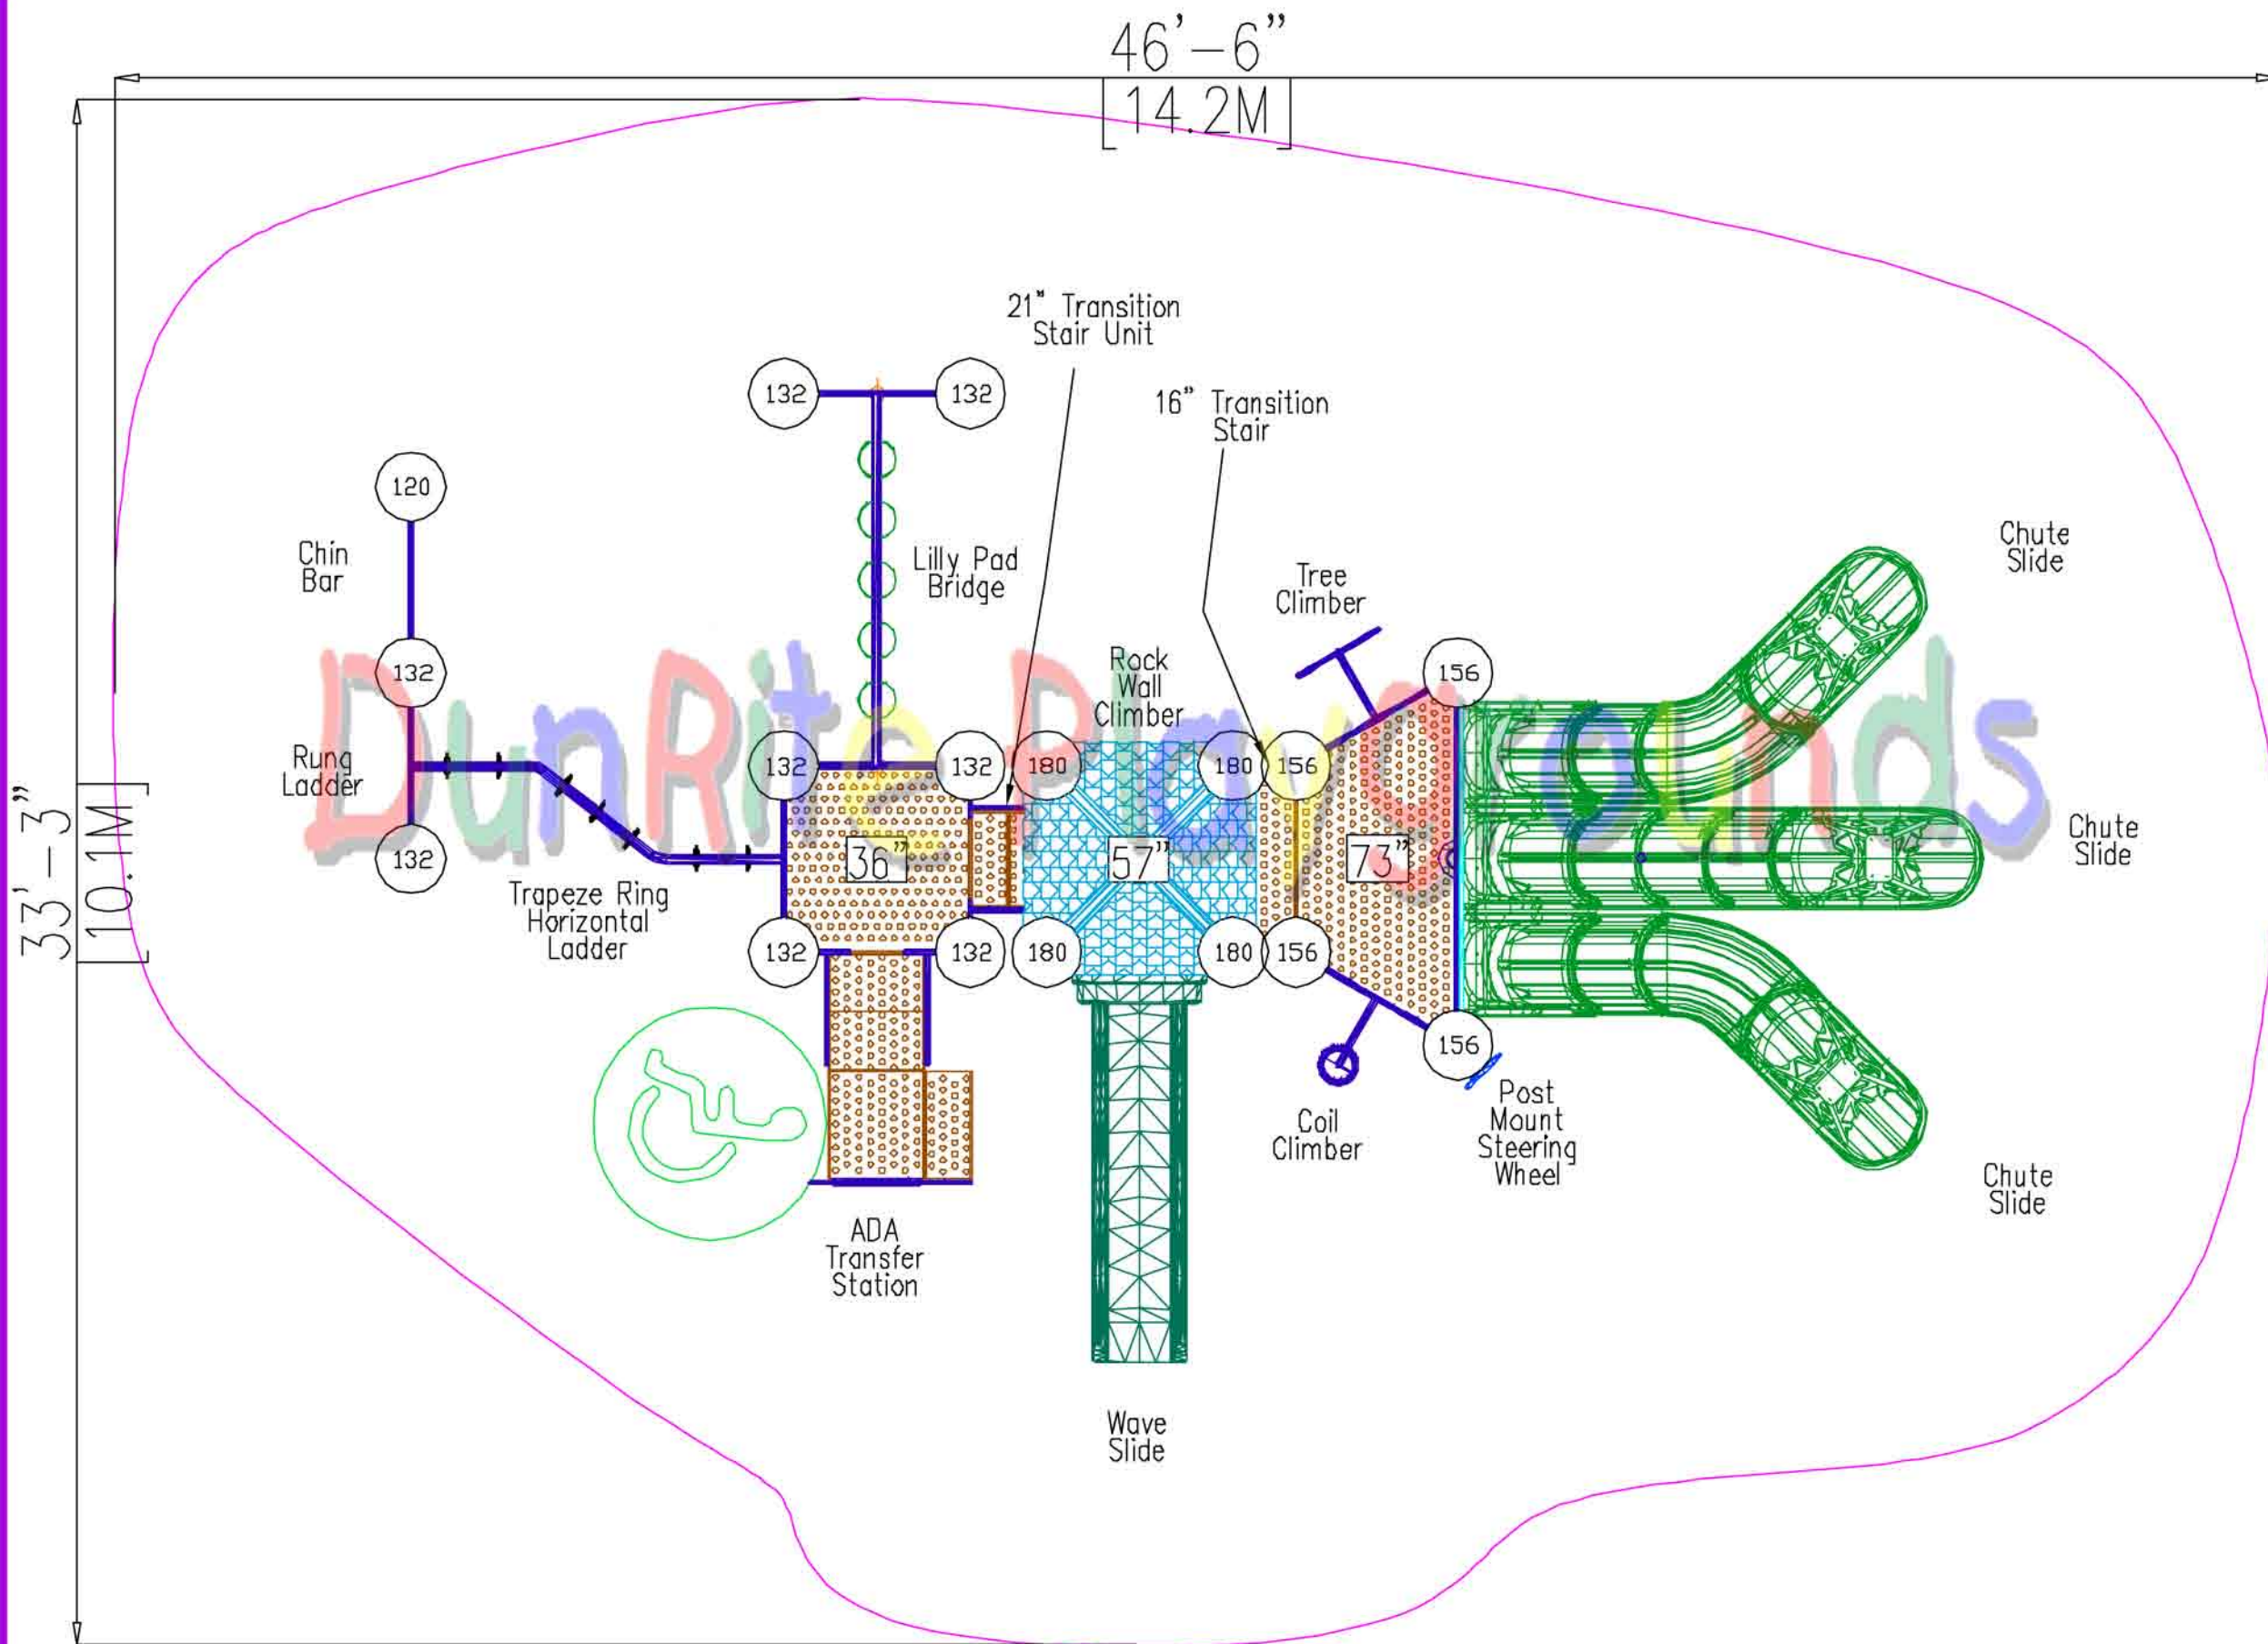 46'-6"
[14.2M]
21" Transition
Stair Unit
16" Transition
Stair
132
132
120
Chin
Bar
Lilly Pad
Bridge
Tree
Climber
Chute
Slide
132
Rock
Wall
Climber
156
DunRite Playgrounds
Rung
Ladder
132
132
180
180
156
33'-3"
[10.1M]
132
36"
57"
73"
Chute
Slide
Trapeze Ring
Horizontal
Ladder
132
132
180
180
156
156
Post
Mount
Steering
Wheel
Coil
Climber
Chute
Slide
ADA
Transfer
Station
Wave
Slide